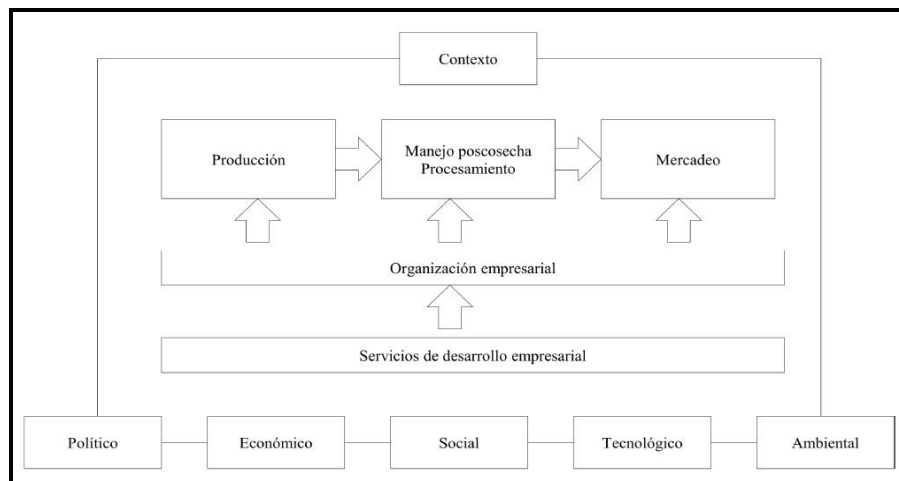 Contexto
Producción
Manejo poscosecha
Procesamiento
Mercadeo
Organización empresarial
Servicios de desarrollo empresarial
Político
Económico
Social
Tecnológico
Ambiental